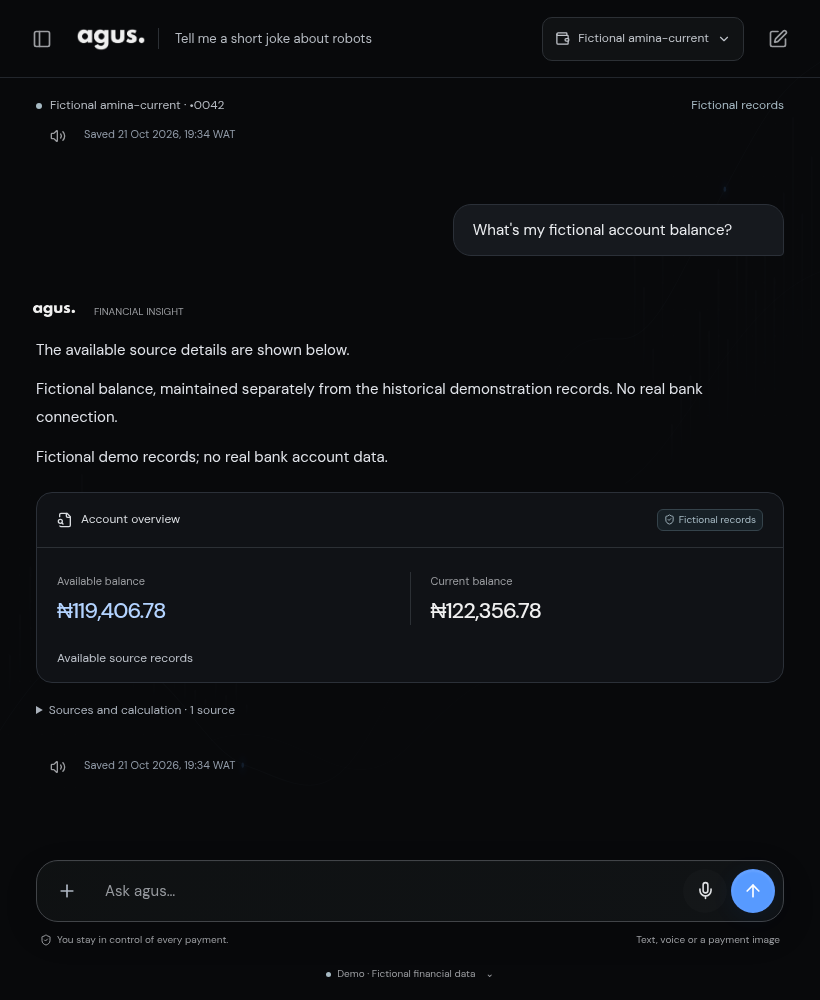 agus.
Tell me a short joke about robots
Fictional amina-current
Fictional amina-current · •0042
Fictional records
Saved 21 Oct 2026, 19:34 WAT
What's my fictional account balance?
agus.
FINANCIAL INSIGHT
The available source details are shown below.
Fictional balance, maintained separately from the historical demonstration records. No real bank
connection.
Fictional demo records; no real bank account data.
Account overview
Fictional records
Available balance
Current balance
₦119,406.78
₦122,356.78
Available source records
Sources and calculation · 1 source
Saved 21 Oct 2026, 19:34 WAT
Ask agus...
You stay in control of every payment.
Text, voice or a payment image
Demo · Fictional financial data